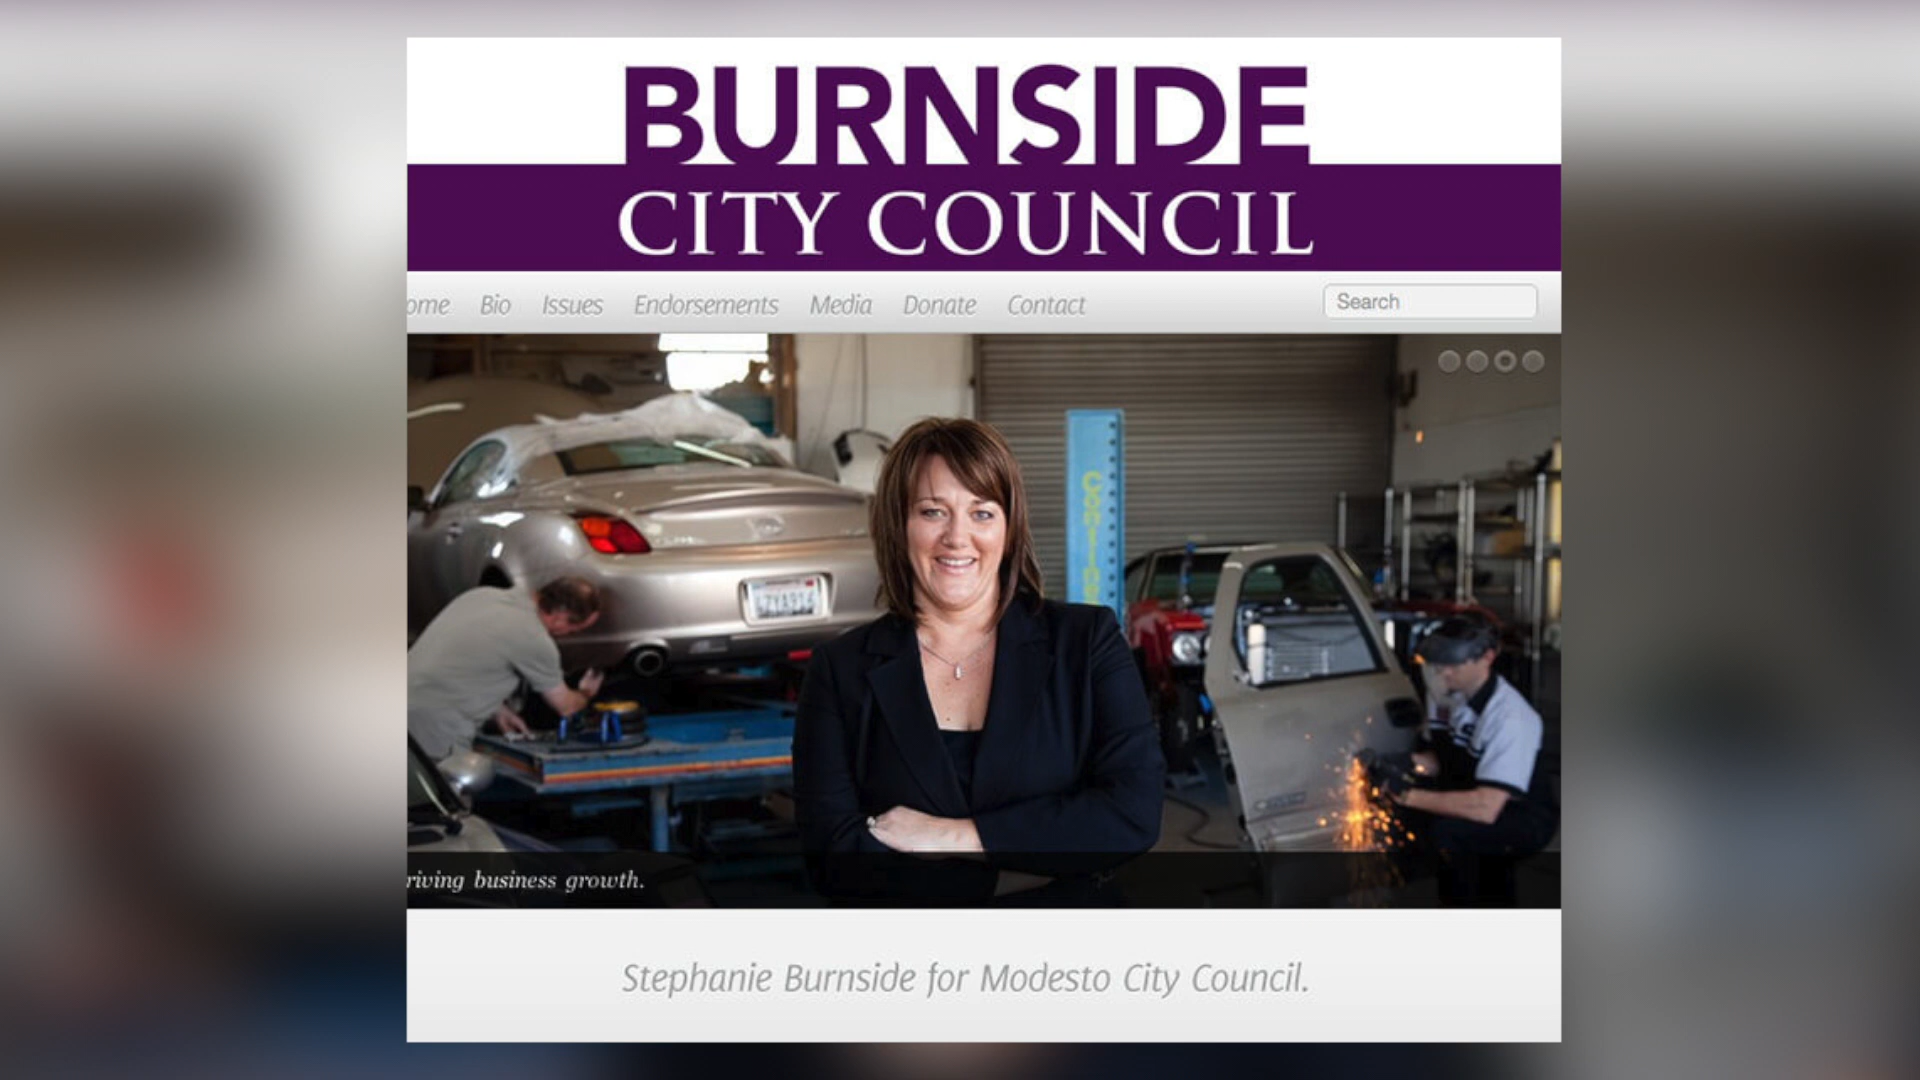 BURNSIDE
CITY COUNCIL
ome Bio Issues Endorsements Media Donate Contact
Search
riving business growth.
Stephanie Burnside for Modesto City Council.